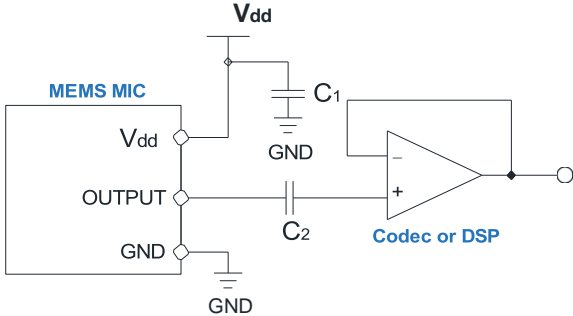 Vdd
MEMS MIC
C1
Vdd
GND
−
OUTPUT
+
C2
Codec or DSP
GND
GND